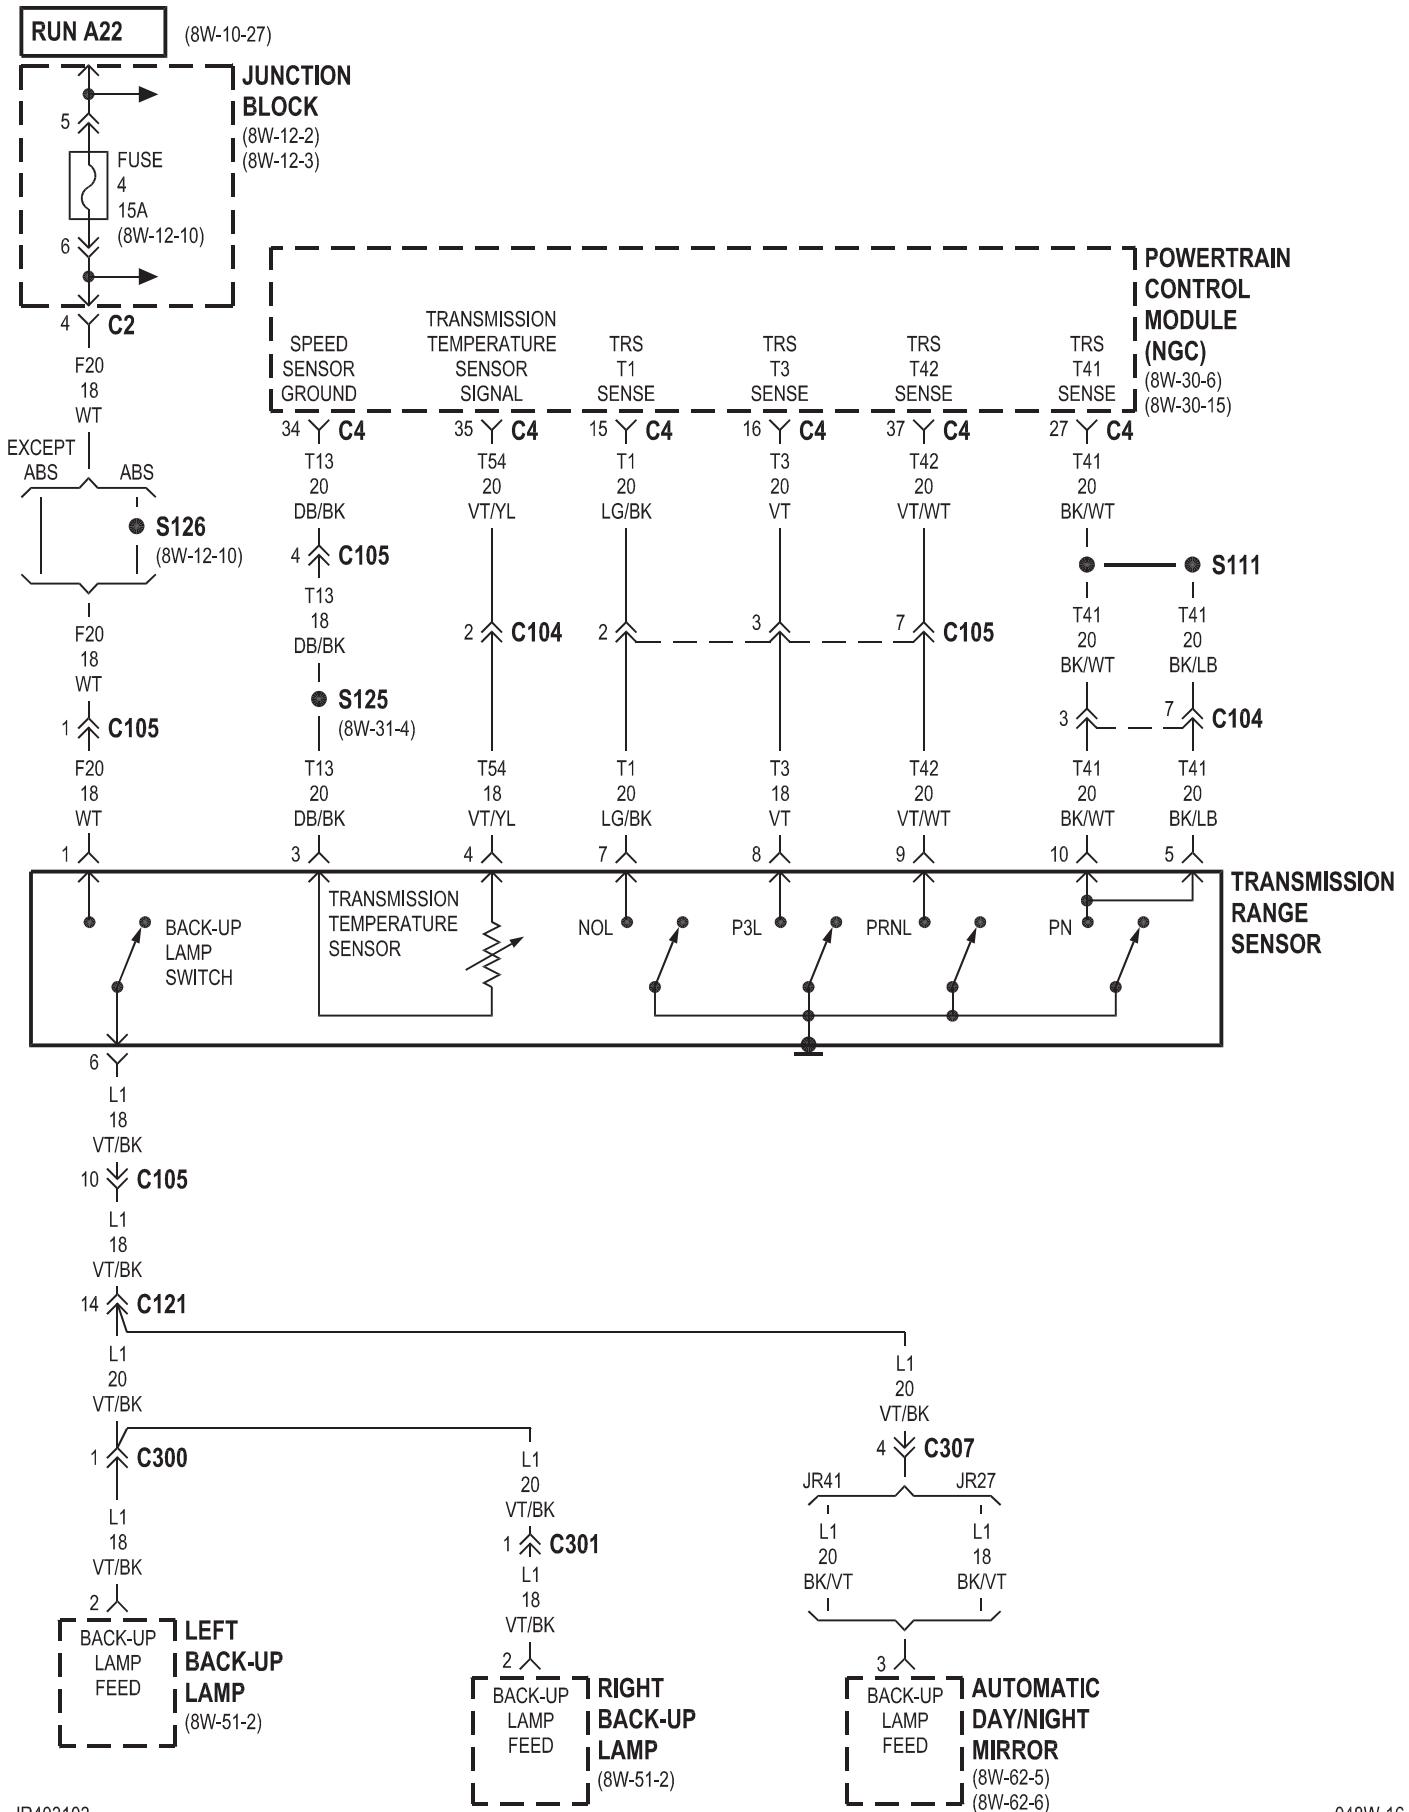 RUN A22 (8W-10-27)
JUNCTION
BLOCK
(8W-12-2)
(8W-12-3)
5
FUSE
4
15A
(8W-12-10)
6
4 C2
F20
18
WT
EXCEPT
ABS ABS
S126
(8W-12-10)
F20
18
WT
1 C105
F20
18
WT
1
POWERTRAIN
CONTROL
MODULE
(NGC)
(8W-30-6)
(8W-30-15)
SPEED
SENSOR
GROUND
34 C4
T13
20
DB/BK
4 C105
T13
18
DB/BK
S125
(8W-31-4)
T13
20
DB/BK
3
TRANSMISSION
TEMPERATURE
SENSOR
SIGNAL
35 C4
T54
20
VT/YL
2 C104
T54
18
VT/YL
4
TRS
T1
SENSE
15 C4
T1
20
LG/BK
2
T1
20
LG/BK
7
TRS
T3
SENSE
16 C4
T3
20
VT
3
T3
18
VT
8
TRS
T42
SENSE
37 C4
T42
20
VT/WT
7 C105
T42
20
VT/WT
9
TRS
T41
SENSE
27 C4
T41
20
BK/WT
S111
T41
20
BK/WT
3
T41
20
BK/WT
10
T41
20
BK/LB
7 C104
T41
20
BK/LB
5
TRANSMISSION
RANGE
SENSOR
BACK-UP
LAMP
SWITCH
TRANSMISSION
TEMPERATURE
SENSOR
NOL P3L PRNL PN
6
L1
18
VT/BK
10 C105
L1
18
VT/BK
14 C121
L1
20
VT/BK
1 C300
L1
18
VT/BK
2
BACK-UP
LAMP
FEED
LEFT
BACK-UP
LAMP
(8W-51-2)
L1
20
VT/BK
1 C301
L1
18
VT/BK
2
BACK-UP
LAMP
FEED
RIGHT
BACK-UP
LAMP
(8W-51-2)
L1
20
VT/BK
4 C307
JR41 JR27
L1
20
BK/VT
L1
18
BK/VT
3
BACK-UP
LAMP
FEED
AUTOMATIC
DAY/NIGHT
MIRROR
(8W-62-5)
(8W-62-6)